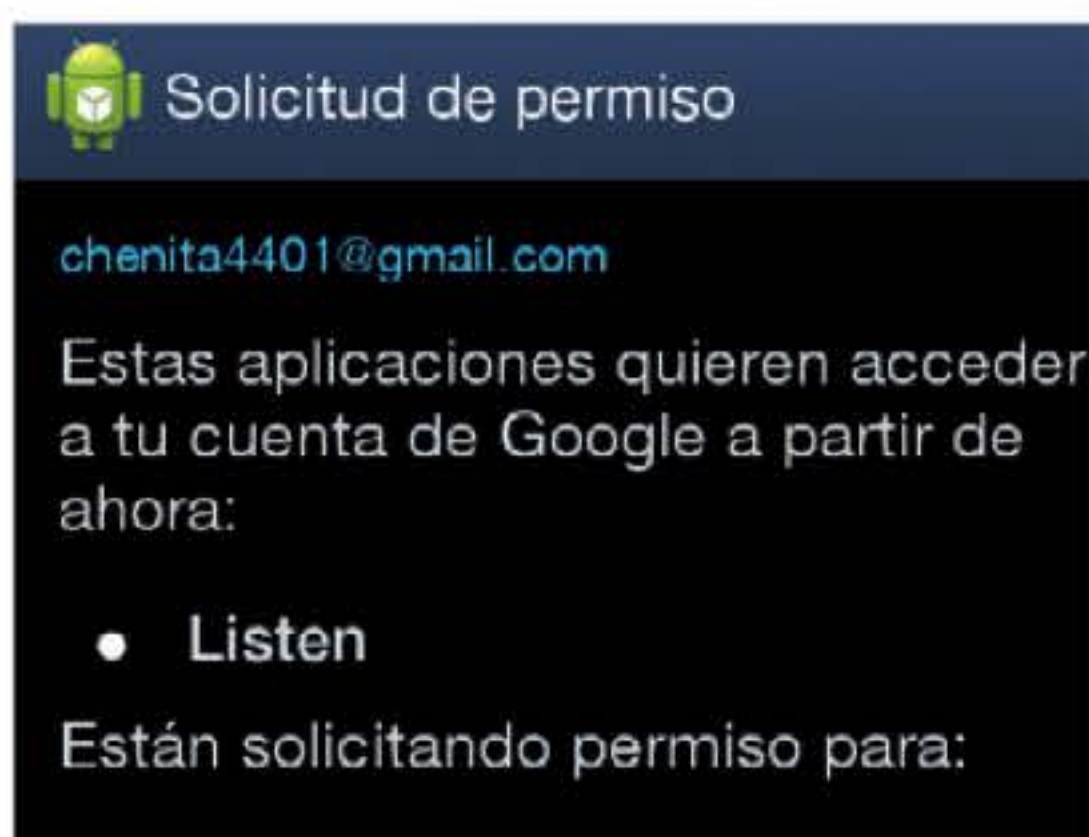 Solicitud de permiso
chenita4401@gmail.com
Estas aplicaciones quieren acceder
a tu cuenta de Google a partir de
ahora:
• Listen
Están solicitando permiso para: